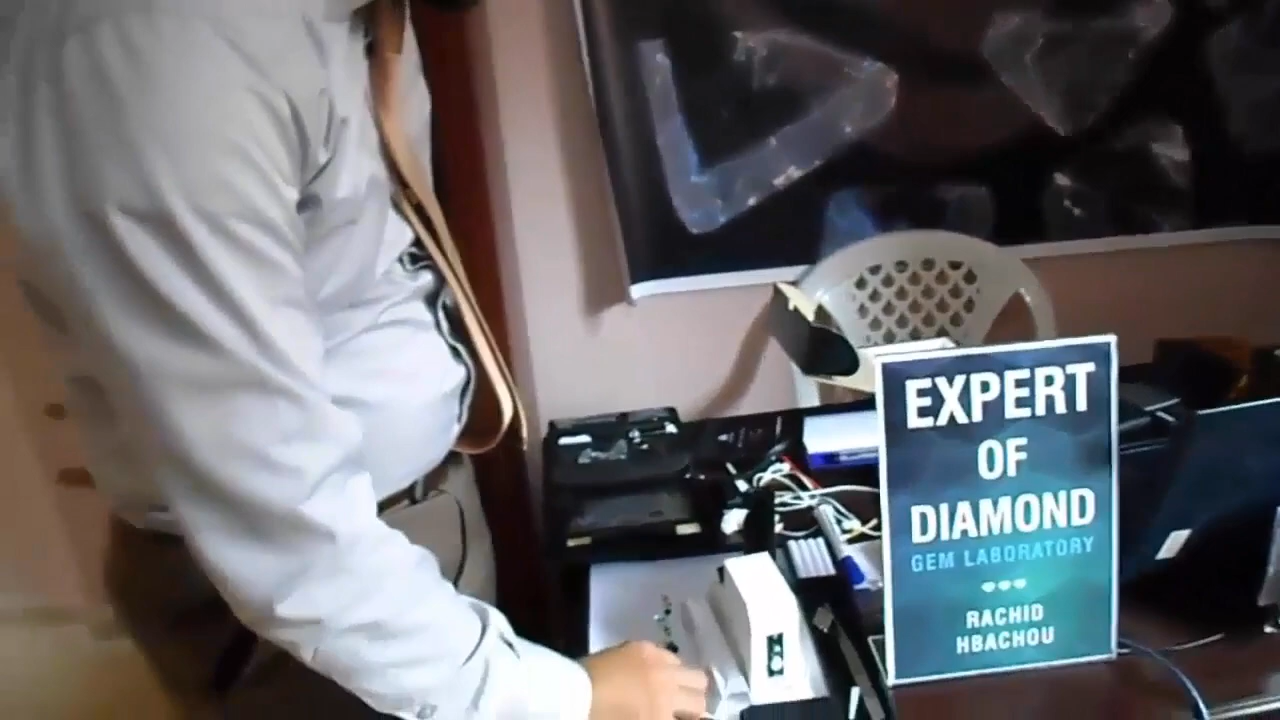 EXPERT
OF
DIAMOND
GEM LABORATORY
RACHID
HBACHOU